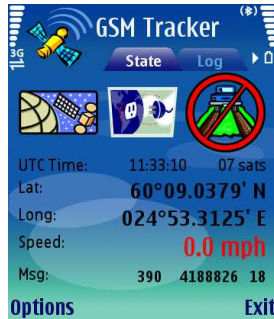 GSM Tracker
3G
State Log
UTC Time: 11:33:10 07 sats
Lat: 60°09.0379' N
Long: 024°53.3125' E
Speed: 0.0 mph
Msg: 390 4188826 18
Options Exit